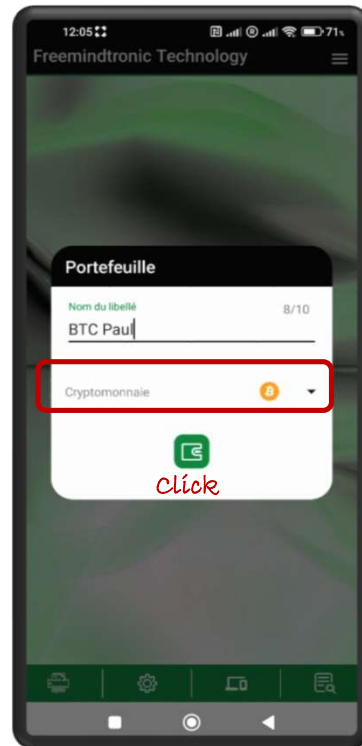 12:05 71%
Freemindtronic Technology
Portefeuille
Nom du libellé 8/10
BTC Paul
Cryptomonnaie
Click